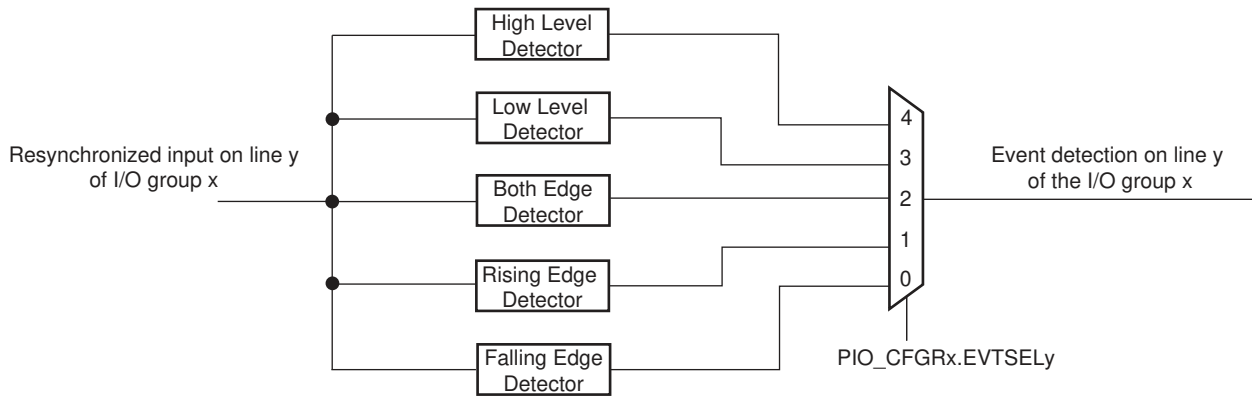 High Level
Detector
Low Level
Detector
Resynchronized input on line y
of I/O group x
Both Edge
Detector
Rising Edge
Detector
Falling Edge
Detector
4
3
2
1
0
Event detection on line y
of the I/O group x
PIO_CFGRx.EVTSELy